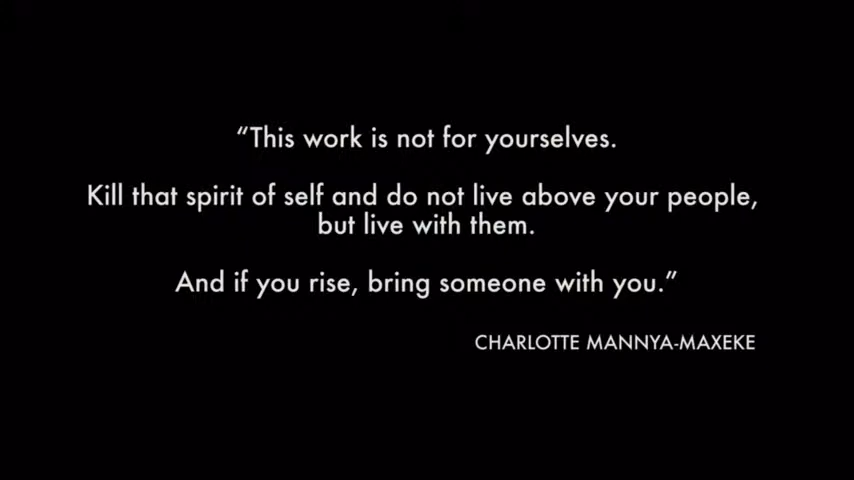 “This work is not for yourselves.
Kill that spirit of self and do not live above your people,
but live with them.
And if you rise, bring someone with you.”
CHARLOTTE MANNYA-MAXEKE